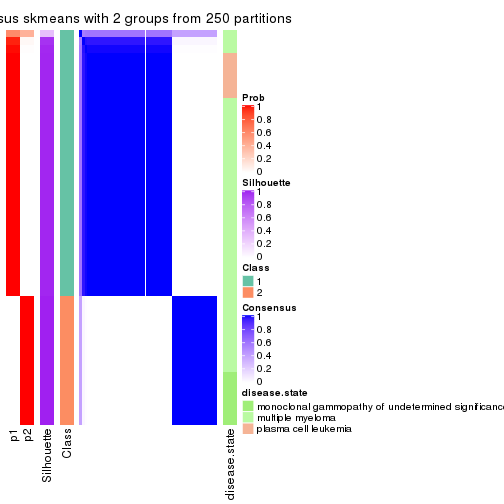 sus skmeans with 2 groups from 250 partitions
Prob
1
0.8
0.6
0.4
0.2
0
Silhouette
1
0.8
0.6
0.4
0.2
0
Class
1
2
Consensus
1
0.8
0.6
0.4
0.2
0
disease.state
monoclonal gammopathy of undetermined significance
multiple myeloma
plasma cell leukemia
p1
p2
Silhouette
Class
disease.state